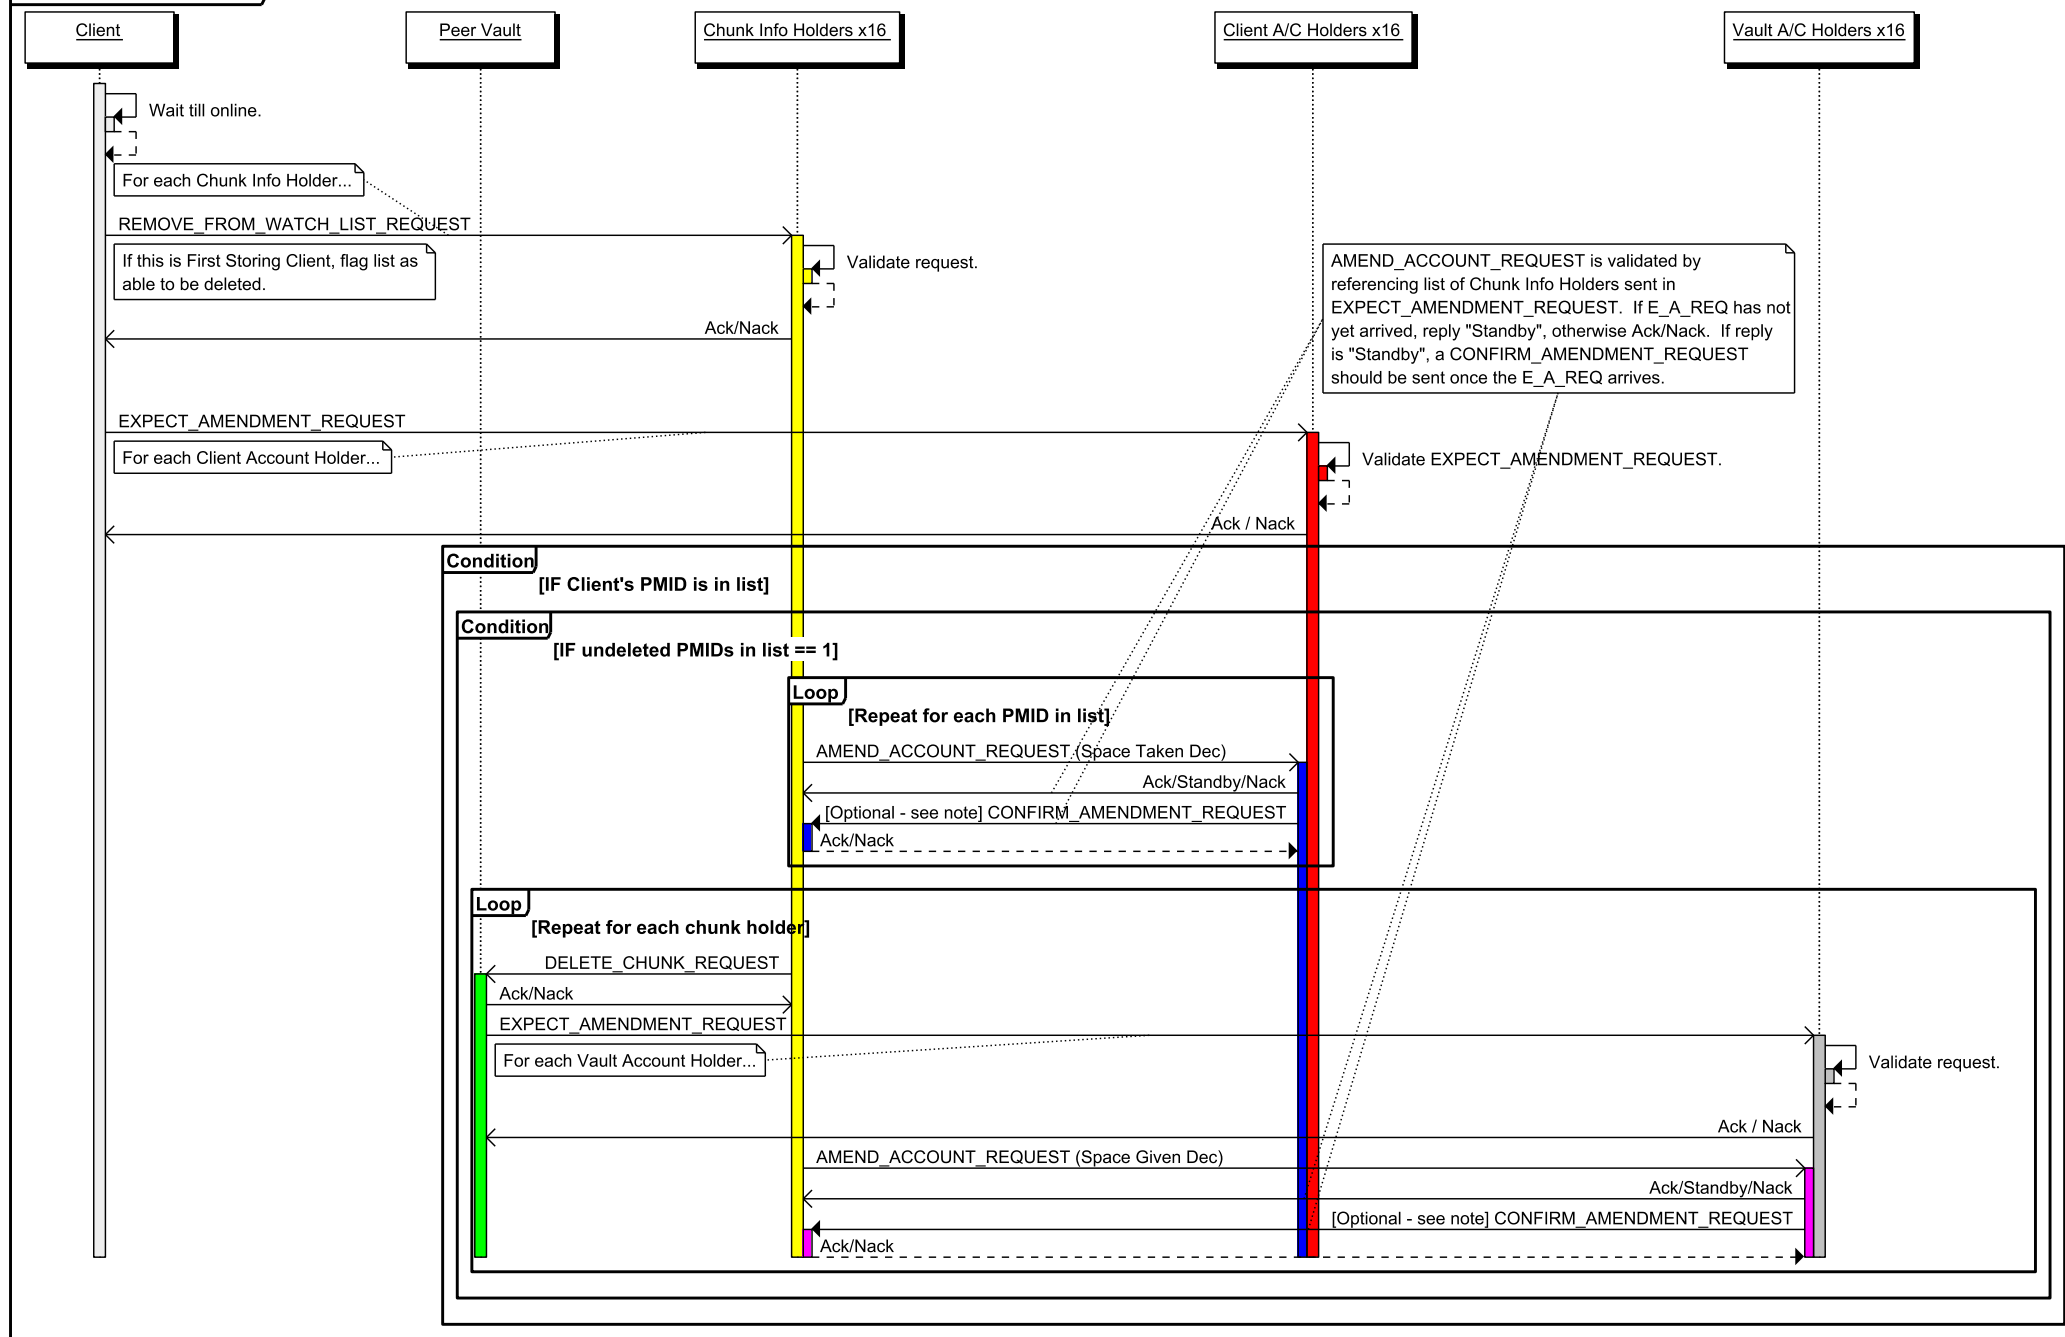 Client
Peer Vault
Chunk Info Holders x16
Client A/C Holders x16
Vault A/C Holders x16
Wait till online.
For each Chunk Info Holder...
REMOVE_FROM_WATCH_LIST_REQUEST
If this is First Storing Client, flag list as
able to be deleted.
Validate request.
AMEND_ACCOUNT_REQUEST is validated by
referencing list of Chunk Info Holders sent in
EXPECT_AMENDMENT_REQUEST.  If E_A_REQ has not
yet arrived, reply "Standby", otherwise Ack/Nack.  If reply
is "Standby", a CONFIRM_AMENDMENT_REQUEST
should be sent once the E_A_REQ arrives.
Ack/Nack
EXPECT_AMENDMENT_REQUEST
For each Client Account Holder...
Validate EXPECT_AMENDMENT_REQUEST.
Ack / Nack
Condition
[IF Client's PMID is in list]
Condition
[IF undeleted PMIDs in list == 1]
Loop
[Repeat for each PMID in list]
AMEND_ACCOUNT_REQUEST (Space Taken Dec)
Ack/Standby/Nack
[Optional - see note] CONFIRM_AMENDMENT_REQUEST
Ack/Nack
Loop
[Repeat for each chunk holder]
DELETE_CHUNK_REQUEST
Ack/Nack
EXPECT_AMENDMENT_REQUEST
For each Vault Account Holder...
Validate request.
Ack / Nack
AMEND_ACCOUNT_REQUEST (Space Given Dec)
Ack/Standby/Nack
[Optional - see note] CONFIRM_AMENDMENT_REQUEST
Ack/Nack